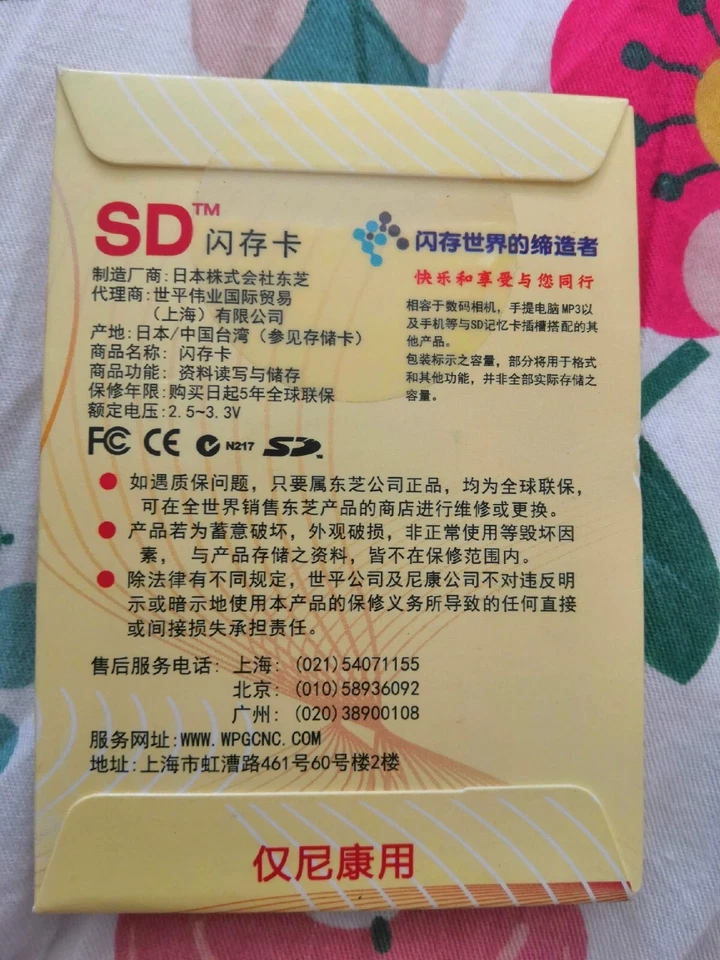 SD™ 闪存卡
制造厂商:日本株式会社东芝
代理商:世平伟业国际贸易
（上海）有限公司
产地:日本/中国台湾（参见存储卡）
商品名称: 闪存卡
商品功能: 资料读写与储存
保修年限:购买日起5年全球联保
额定电压:2.5~3.3V
闪存世界的缔造者
快乐和享受与您同行
相容于数码相机，手提电脑MP3以
及手机等与SD记忆卡插槽搭配的其
他产品。
包装标示之容量，部分将用于格式
和其他功能，并非全部实际存储之
容量。
FC CE N217 SD
● 如遇质保问题，只要属东芝公司正品，均为全球联保，
可在全世界销售东芝产品的商店进行维修或更换。
● 产品若为蓄意破坏，外观破损，非正常使用等毁坏因
素， 与产品存储之资料，皆不在保修范围内。
● 除法律有不同规定，世平公司及尼康公司不对违反明
示或暗示地使用本产品的保修义务所导致的任何直接
或间接损失承担责任。
售后服务电话: 上海: (021)54071155
北京: (010)58936092
广州: (020)38900108
服务网址:WWW.WPGCNC.COM
地址:上海市虹漕路461号60号楼2楼
仅尼康用